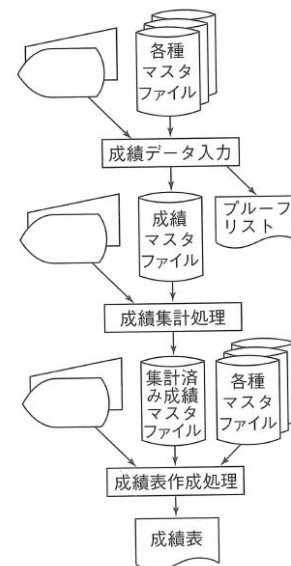 各種
マスタ
ファイル
成績データ入力
成績
マスタ
ファイル
プルーフ
リスト
成績集計処理
集計済
み成績
マスタ
ファイル
各種
マスタ
ファイル
成績表作成処理
成績表